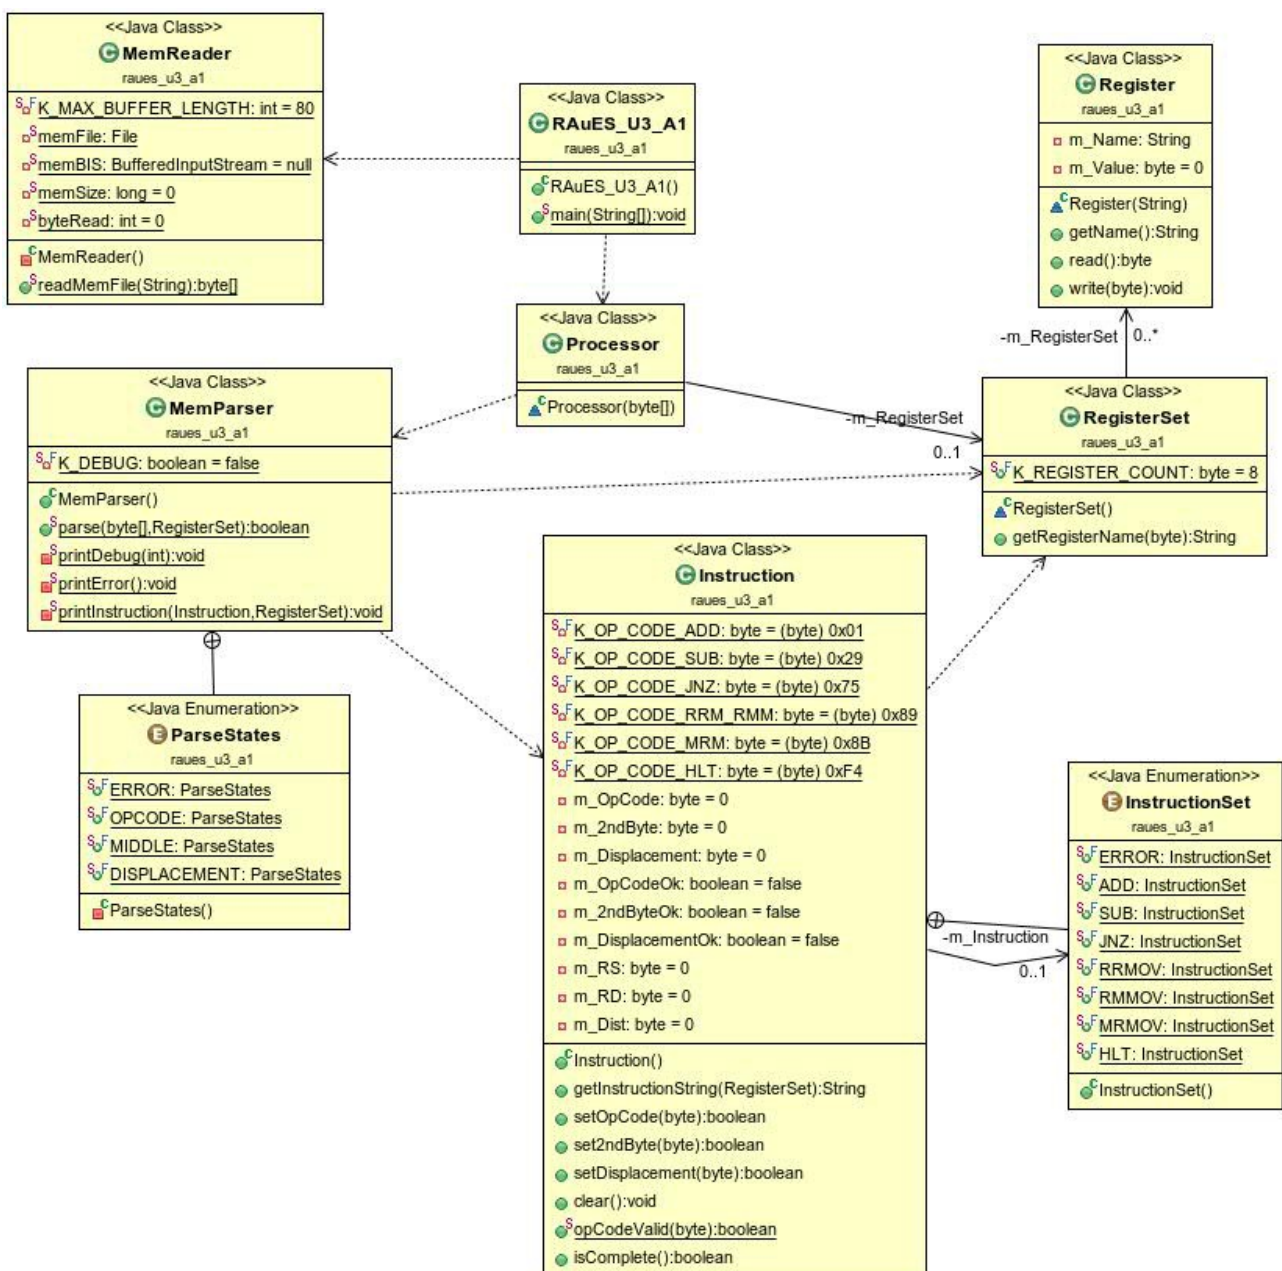 <<Java Class>>
MemReader
raues_u3_a1
K_MAX_BUFFER_LENGTH: int = 80
memFile: File
memBIS: BufferedInputStream = null
memSize: long = 0
byteRead: int = 0
MemReader()
readMemFile(String):byte[]
<<Java Class>>
RAuES_U3_A1
raues_u3_a1
RAuES_U3_A1()
main(String[]):void
<<Java Class>>
Register
raues_u3_a1
m_Name: String
m_Value: byte = 0
Register(String)
getName():String
read():byte
write(byte):void
-m_RegisterSet 0..*
<<Java Class>>
Processor
raues_u3_a1
Processor(byte[])
-m_RegisterSet
0..1
<<Java Class>>
MemParser
raues_u3_a1
K_DEBUG: boolean = false
MemParser()
parse(byte[],RegisterSet):boolean
printDebug(int):void
printError():void
printInstruction(Instruction,RegisterSet):void
<<Java Class>>
RegisterSet
raues_u3_a1
K_REGISTER_COUNT: byte = 8
RegisterSet()
getRegisterName(byte):String
<<Java Class>>
Instruction
raues_u3_a1
K_OP_CODE_ADD: byte = (byte) 0x01
K_OP_CODE_SUB: byte = (byte) 0x29
K_OP_CODE_JNZ: byte = (byte) 0x75
K_OP_CODE_RRM_RMM: byte = (byte) 0x89
K_OP_CODE_MRM: byte = (byte) 0x8B
K_OP_CODE_HLT: byte = (byte) 0xF4
m_OpCode: byte = 0
m_2ndByte: byte = 0
m_Displacement: byte = 0
m_OpCodeOk: boolean = false
m_2ndByteOk: boolean = false
m_DisplacementOk: boolean = false
m_RS: byte = 0
m_RD: byte = 0
m_Dist: byte = 0
Instruction()
getInstructionString(RegisterSet):String
setOpCode(byte):boolean
set2ndByte(byte):boolean
setDisplacement(byte):boolean
clear():void
opCodeValid(byte):boolean
isComplete():boolean
<<Java Enumeration>>
ParseStates
raues_u3_a1
ERROR: ParseStates
OPCODE: ParseStates
MIDDLE: ParseStates
DISPLACEMENT: ParseStates
ParseStates()
-m_Instruction
0..1
<<Java Enumeration>>
InstructionSet
raues_u3_a1
ERROR: InstructionSet
ADD: InstructionSet
SUB: InstructionSet
JNZ: InstructionSet
RRMOV: InstructionSet
RMMOV: InstructionSet
MRMOV: InstructionSet
HLT: InstructionSet
InstructionSet()